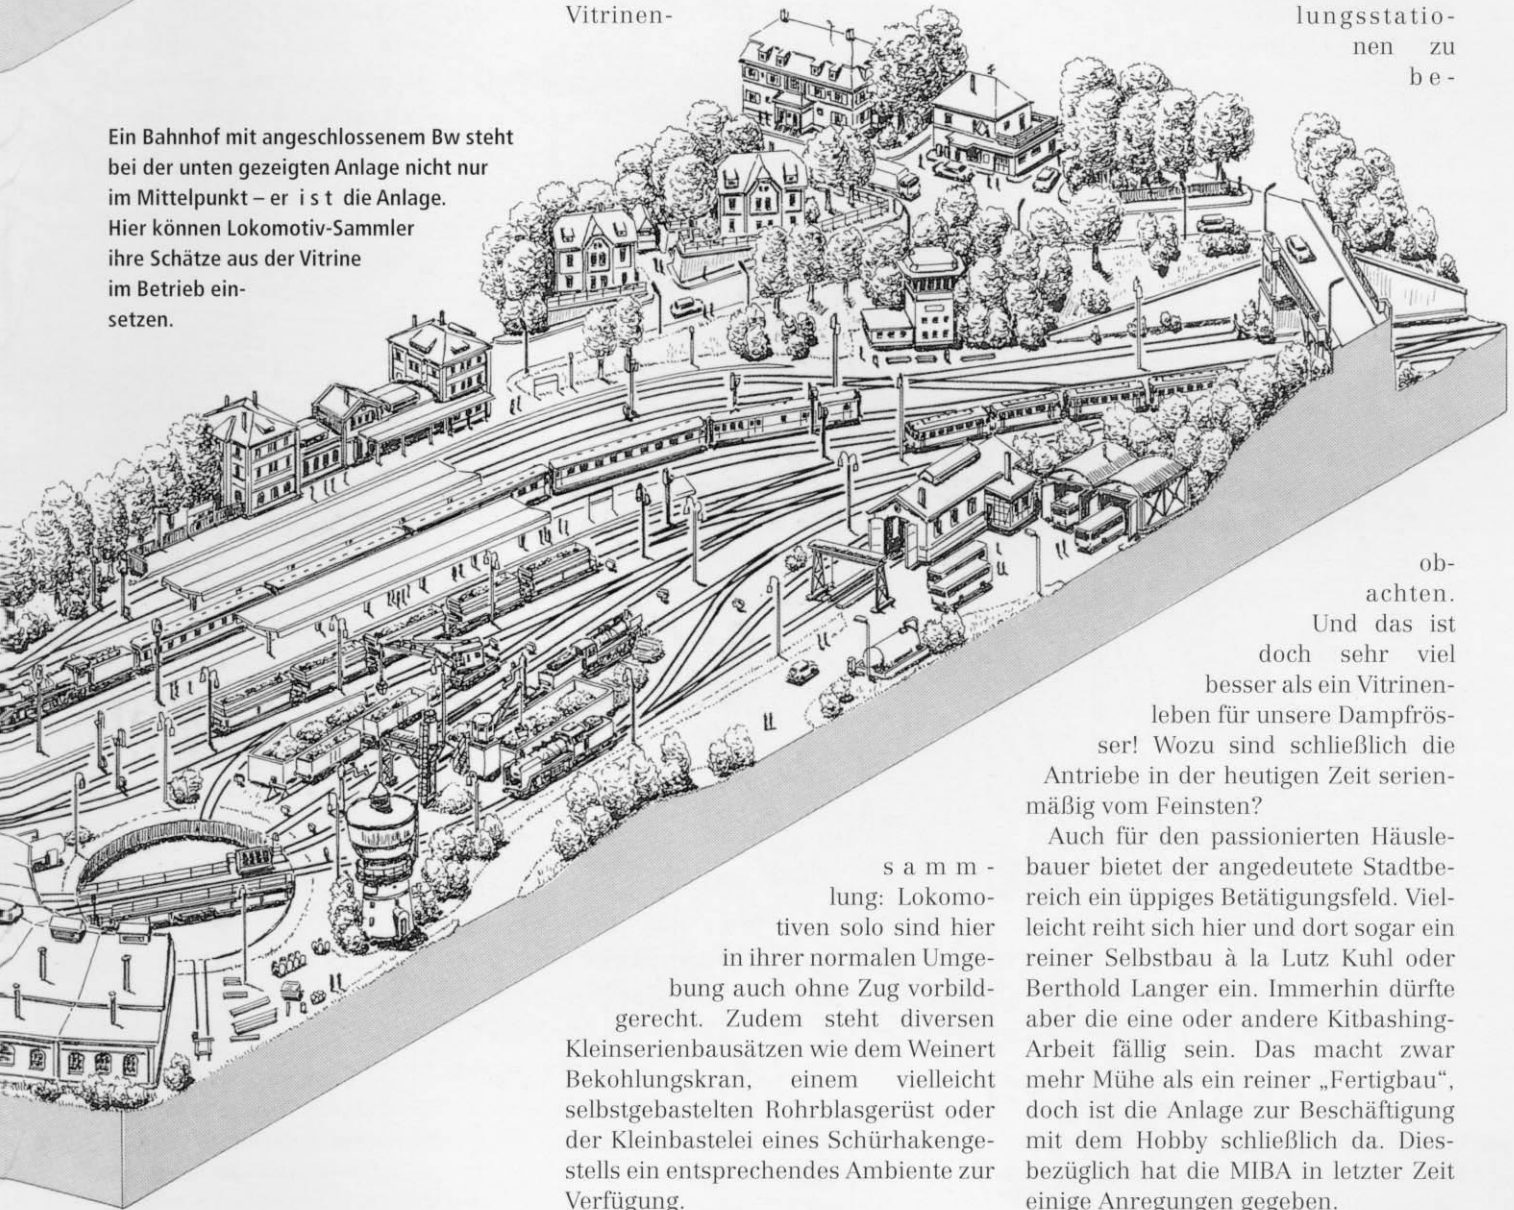 Ein Bahnhof mit angeschlossenem Bw steht
bei der unten gezeigten Anlage nicht nur
im Mittelpunkt – er i s t die Anlage.
Hier können Lokomotiv-Sammler
ihre Schätze aus der Vitrine
im Betrieb ein-
setzen.
Vitrinen-
s a m m -
lung: Lokomo-
tiven solo sind hier
in ihrer normalen Umge-
bung auch ohne Zug vorbild-
gerecht. Zudem steht diversen
Kleinserienbausätzen wie dem Weinert
Bekohlungskran, einem vielleicht
selbstgebastelten Rohrblasgerüst oder
der Kleinbastelei eines Schürhakenge-
stells ein entsprechendes Ambiente zur
Verfügung.
lungsstatio-
nen zu
b e -
ob-
achten.
Und das ist
doch sehr viel
besser als ein Vitrinen-
leben für unsere Dampfrös-
ser! Wozu sind schließlich die
Antriebe in der heutigen Zeit serien-
mäßig vom Feinsten?
Auch für den passionierten Häusle-
bauer bietet der angedeutete Stadtbe-
reich ein üppiges Betätigungsfeld. Viel-
leicht reiht sich hier und dort sogar ein
reiner Selbstbau à la Lutz Kuhl oder
Berthold Langer ein. Immerhin dürfte
aber die eine oder andere Kitbashing-
Arbeit fällig sein. Das macht zwar
mehr Mühe als ein reiner „Fertigbau“,
doch ist die Anlage zur Beschäftigung
mit dem Hobby schließlich da. Dies-
bezüglich hat die MIBA in letzter Zeit
einige Anregungen gegeben.